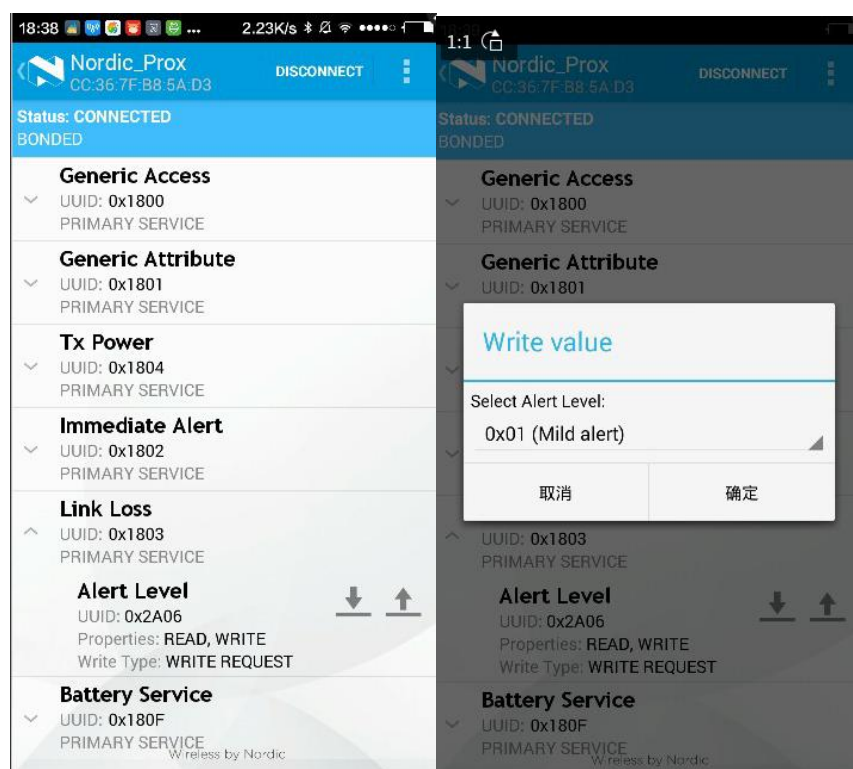 18:38 ... 2.23K/s
Nordic_Prox
CC:36:7F:B8:5A:D3
DISCONNECT
Status: CONNECTED
BONDED
Generic Access
UUID: 0x1800
PRIMARY SERVICE
Generic Attribute
UUID: 0x1801
PRIMARY SERVICE
Tx Power
UUID: 0x1804
PRIMARY SERVICE
Immediate Alert
UUID: 0x1802
PRIMARY SERVICE
Link Loss
UUID: 0x1803
PRIMARY SERVICE
Alert Level
UUID: 0x2A06
Properties: READ, WRITE
Write Type: WRITE REQUEST
Battery Service
UUID: 0x180F
PRIMARY SERVICE
Wireless by Nordic
1:1
Nordic_Prox
CC:36:7F:B8:5A:D3
DISCONNECT
Status: CONNECTED
BONDED
Generic Access
UUID: 0x1800
PRIMARY SERVICE
Generic Attribute
UUID: 0x1801
Write value
Select Alert Level:
0x01 (Mild alert)
取消
确定
UUID: 0x1803
PRIMARY SERVICE
Alert Level
UUID: 0x2A06
Properties: READ, WRITE
Write Type: WRITE REQUEST
Battery Service
UUID: 0x180F
PRIMARY SERVICE
Wireless by Nordic